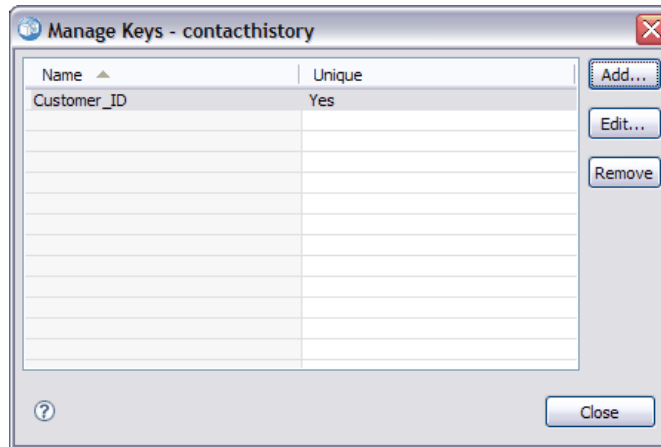 Manage Keys - contacthistory
Name Unique Add...
Customer_ID Yes
Edit...
Remove
? Close